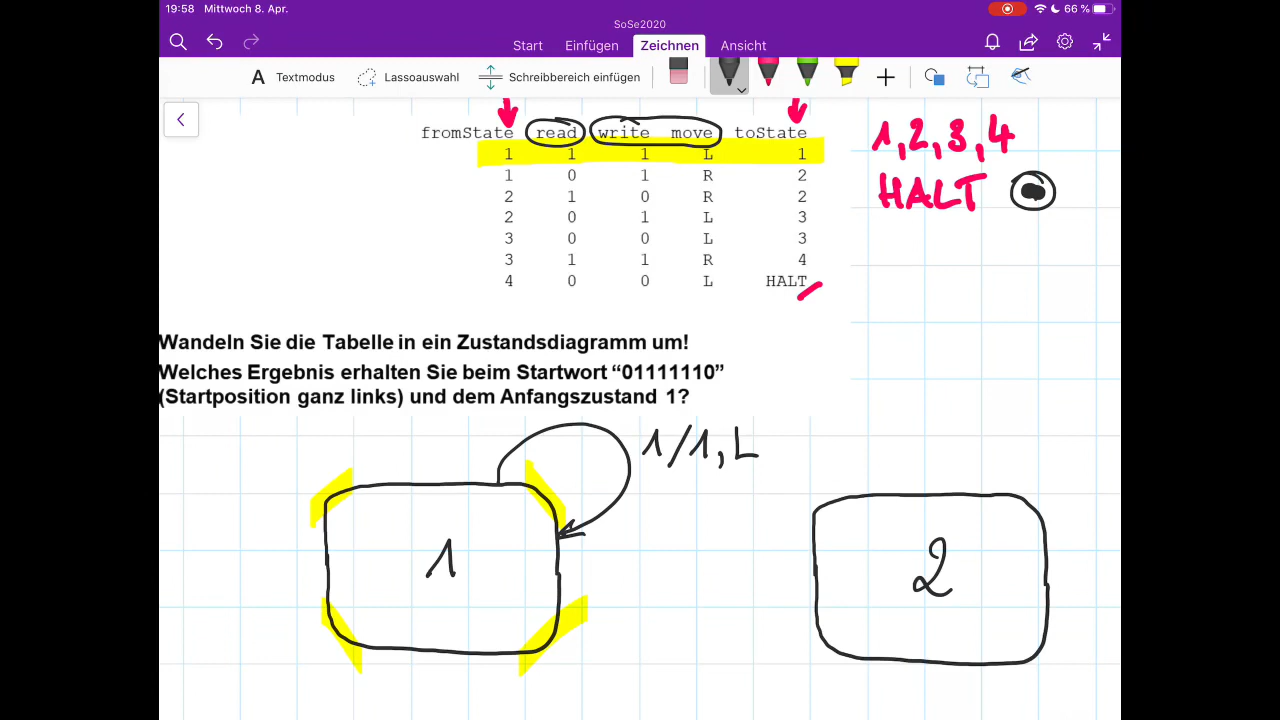 19:58 Mittwoch 8. Apr. 66 %
SoSe2020
Start Einfügen Zeichnen Ansicht
A Textmodus Lassoauswahl Schreibbereich einfügen
fromState read write move toState
1 1 1 L 1
1 0 1 R 2
2 1 0 R 2
2 0 1 L 3
3 0 0 L 3
3 1 1 R 4
4 0 0 L HALT
1,2,3,4
HALT
Wandeln Sie die Tabelle in ein Zustandsdiagramm um!
Welches Ergebnis erhalten Sie beim Startwort “01111110”
(Startposition ganz links) und dem Anfangszustand 1?
1/1, L
1 2